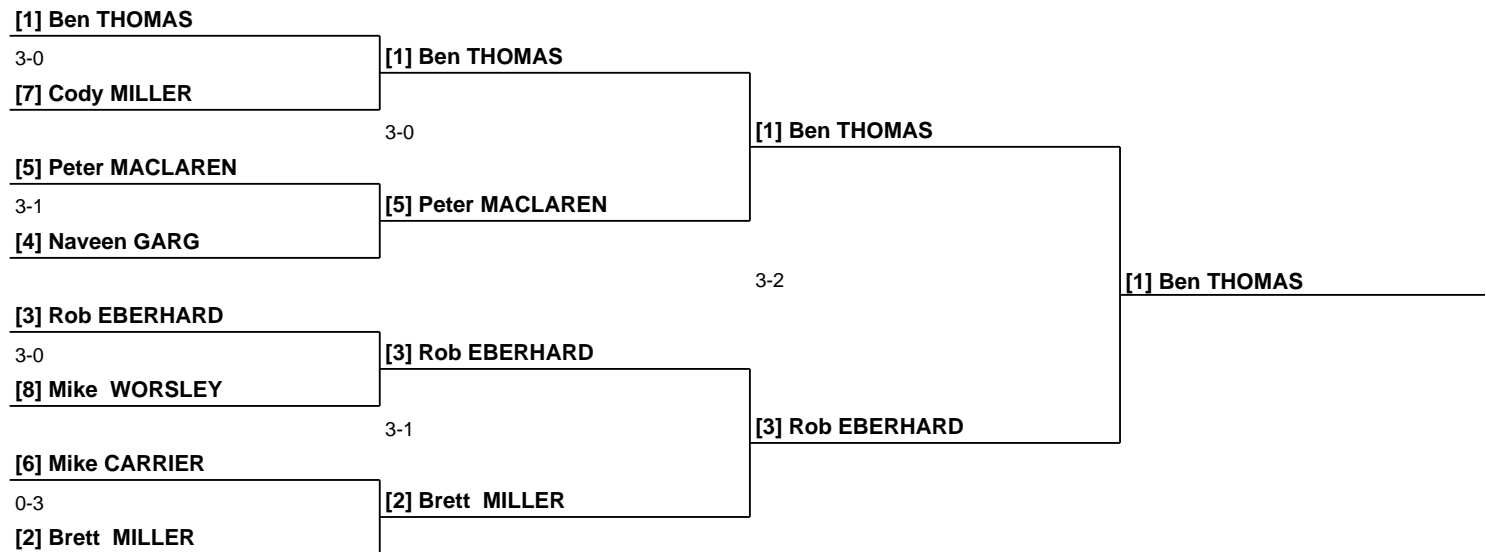 [1] Ben THOMAS
3-0
[1] Ben THOMAS
[7] Cody MILLER
3-0
[1] Ben THOMAS
[5] Peter MACLAREN
3-1
[5] Peter MACLAREN
[4] Naveen GARG
3-2
[1] Ben THOMAS
[3] Rob EBERHARD
3-0
[3] Rob EBERHARD
[8] Mike  WORSLEY
3-1
[3] Rob EBERHARD
[6] Mike CARRIER
0-3
[2] Brett  MILLER
[2] Brett  MILLER